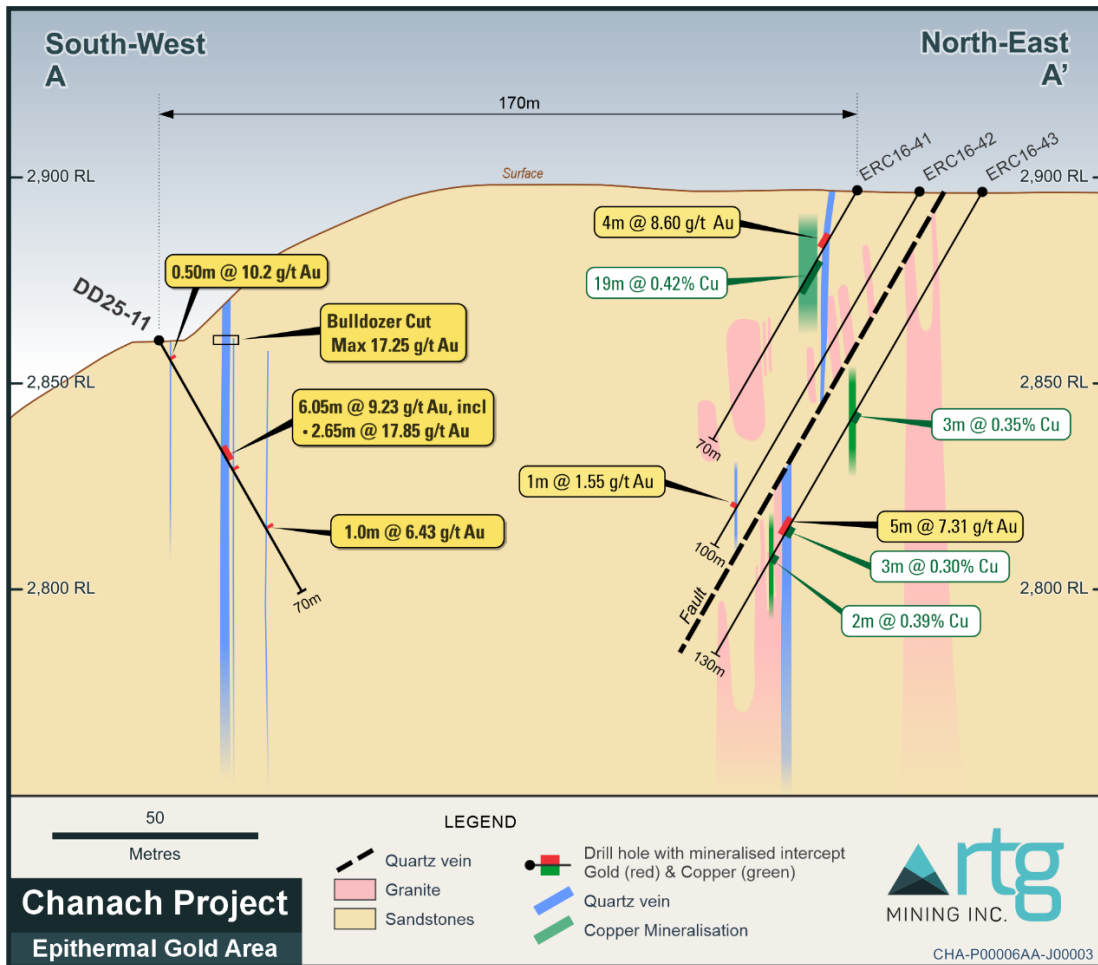 South-West
A
North-East
A'
170m
ERC16-41
ERC16-42
ERC16-43
2,900 RL
Surface
2,900 RL
4m @ 8.60 g/t Au
19m @ 0.42% Cu
0.50m @ 10.2 g/t Au
DD25-11
Bulldozer Cut
Max 17.25 g/t Au
2,850 RL
2,850 RL
6.05m @ 9.23 g/t Au, incl
• 2.65m @ 17.85 g/t Au
3m @ 0.35% Cu
70m
1m @ 1.55 g/t Au
1.0m @ 6.43 g/t Au
5m @ 7.31 g/t Au
100m
3m @ 0.30% Cu
2,800 RL
2,800 RL
70m
Fault
2m @ 0.39% Cu
130m
50
Metres
LEGEND
Quartz vein
Granite
Sandstones
Drill hole with mineralised intercept
Gold (red) & Copper (green)
Quartz vein
Copper Mineralisation
rtg
MINING INC.
Chanach Project
Epithermal Gold Area
CHA-P00006AA-J00003